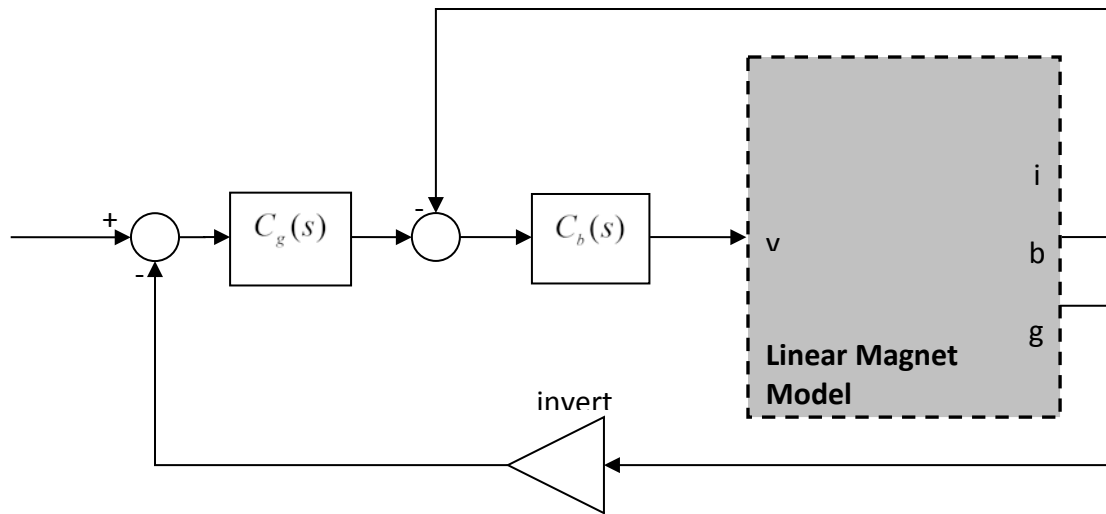 -
+
C_g(s)
-
C_b(s)
-
i
v
b
g
Linear Magnet
Model
invert